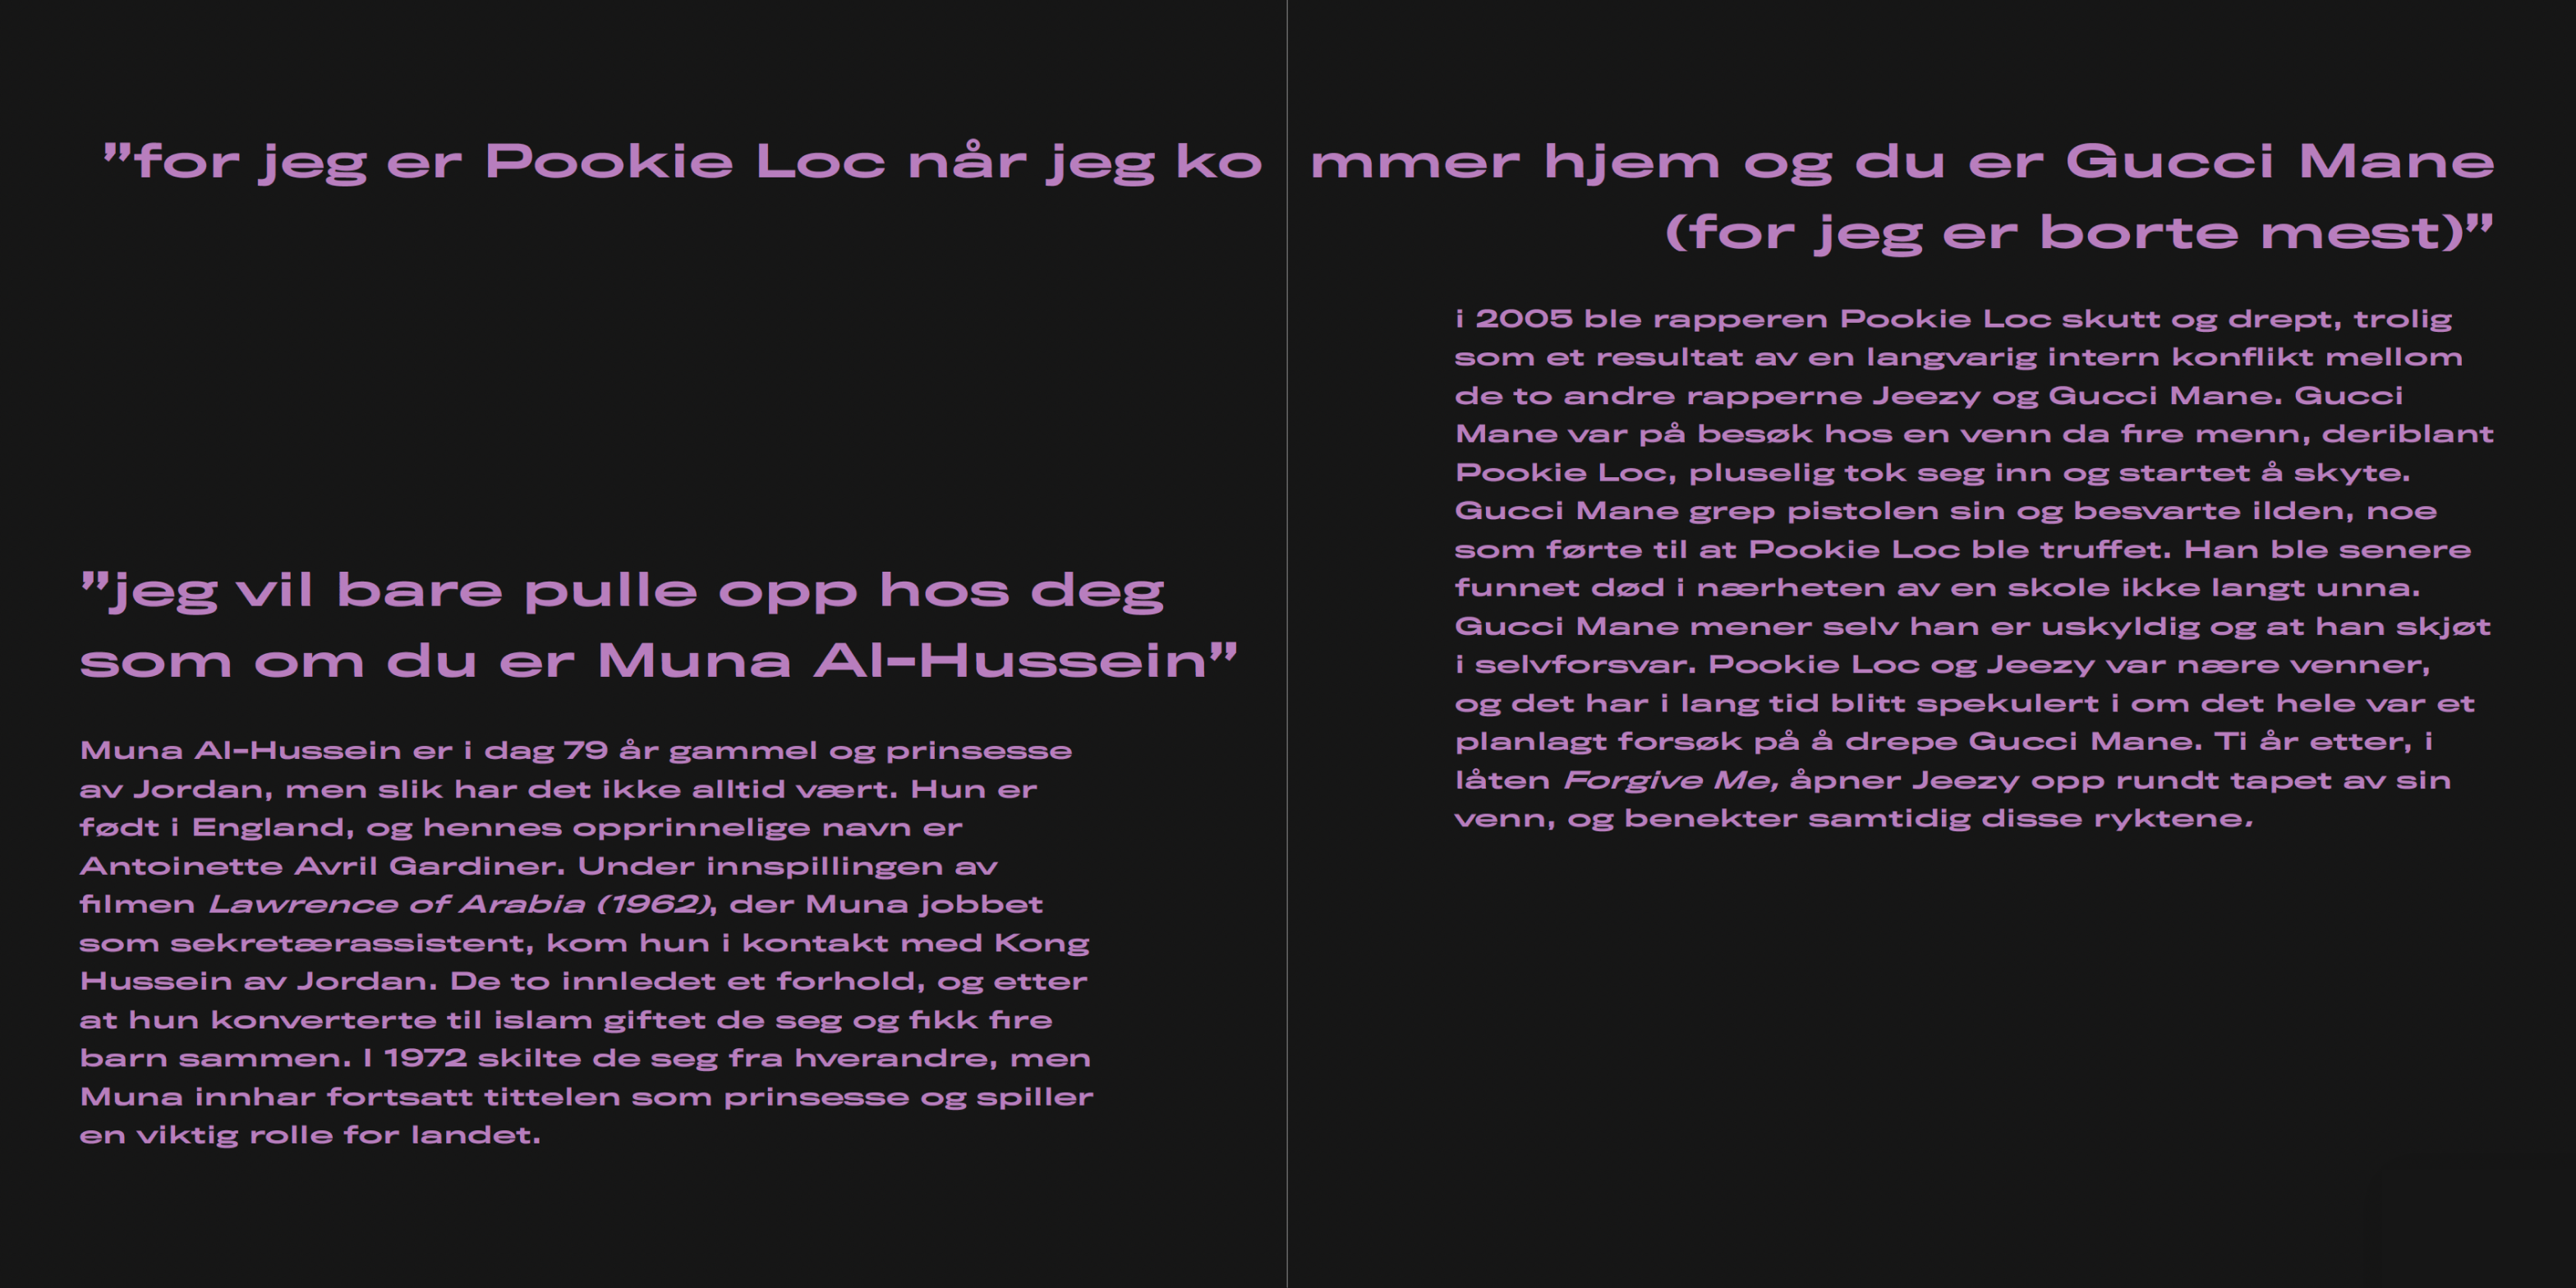 ”for jeg er Pookie Loc når jeg kommer hjem og du er Gucci Mane
(for jeg er borte mest)”
”jeg vil bare pulle opp hos deg
som om du er Muna Al-Hussein”
Muna Al-Hussein er i dag 79 år gammel og prinsesse
av Jordan, men slik har det ikke alltid vært. Hun er
født i England, og hennes opprinnelige navn er
Antoinette Avril Gardiner. Under innspillingen av
filmen Lawrence of Arabia (1962), der Muna jobbet
som sekretærassistent, kom hun i kontakt med Kong
Hussein av Jordan. De to innledet et forhold, og etter
at hun konverterte til islam giftet de seg og fikk fire
barn sammen. I 1972 skilte de seg fra hverandre, men
Muna innhar fortsatt tittelen som prinsesse og spiller
en viktig rolle for landet.
i 2005 ble rapperen Pookie Loc skutt og drept, trolig
som et resultat av en langvarig intern konflikt mellom
de to andre rapperne Jeezy og Gucci Mane. Gucci
Mane var på besøk hos en venn da fire menn, deriblant
Pookie Loc, pluselig tok seg inn og startet å skyte.
Gucci Mane grep pistolen sin og besvarte ilden, noe
som førte til at Pookie Loc ble truffet. Han ble senere
funnet død i nærheten av en skole ikke langt unna.
Gucci Mane mener selv han er uskyldig og at han skjøt
i selvforsvar. Pookie Loc og Jeezy var nære venner,
og det har i lang tid blitt spekulert i om det hele var et
planlagt forsøk på å drepe Gucci Mane. Ti år etter, i
låten Forgive Me, åpner Jeezy opp rundt tapet av sin
venn, og benekter samtidig disse ryktene.